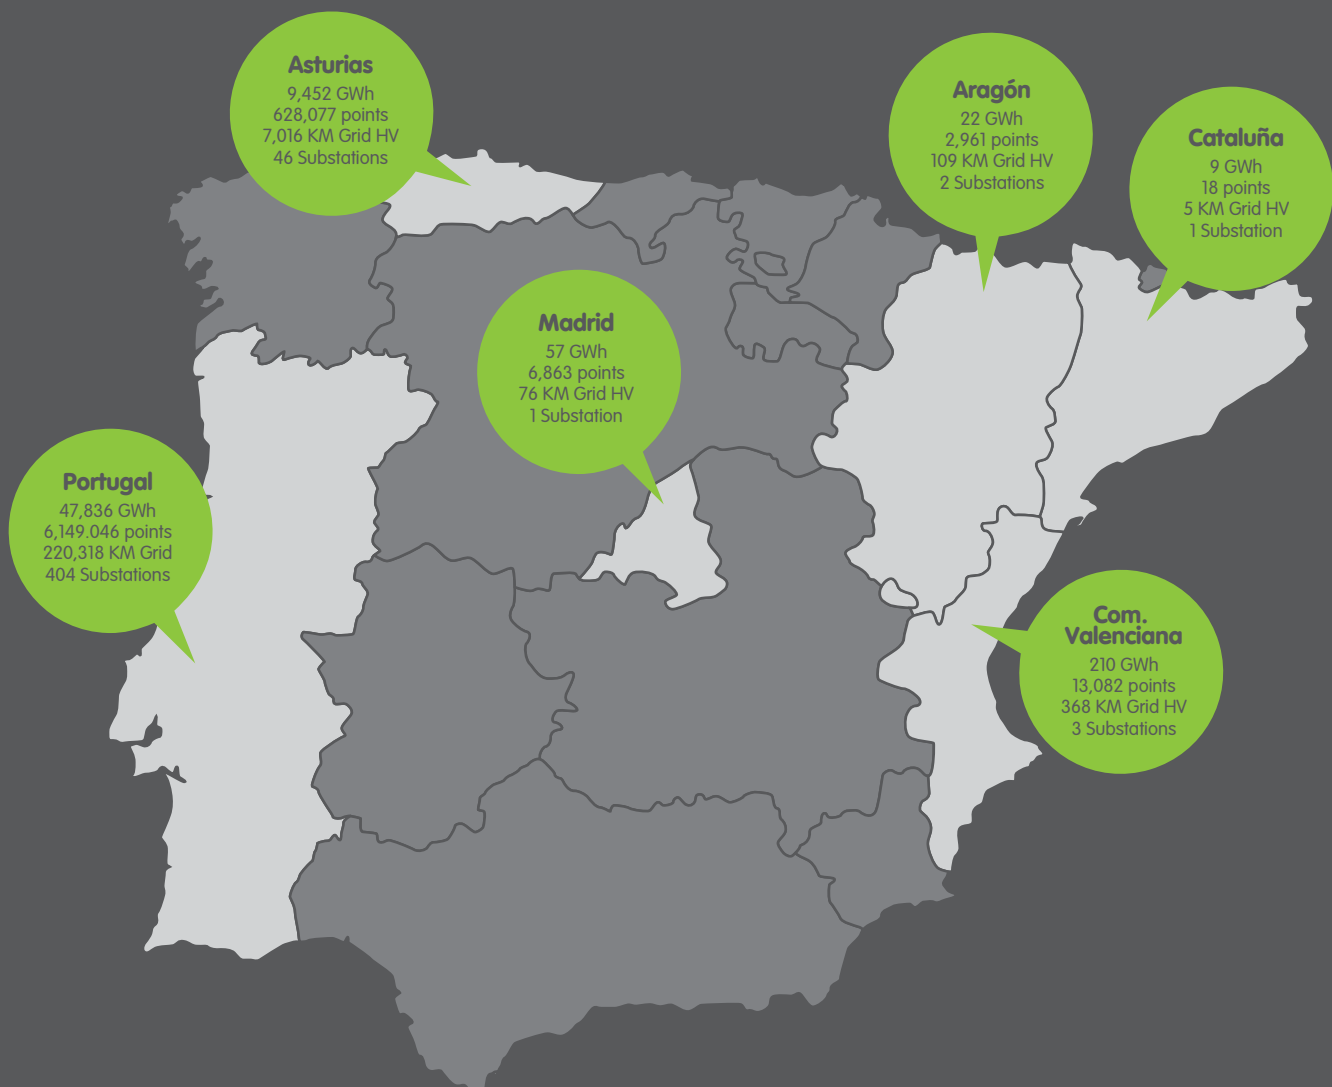 Asturias
9,452 GWh
628,077 points
7,016 KM Grid HV
46 Substations
Aragón
22 GWh
2,961 points
109 KM Grid HV
2 Substations
Cataluña
9 GWh
18 points
5 KM Grid HV
1 Substation
Madrid
57 GWh
6,863 points
76 KM Grid HV
1 Substation
Portugal
47,836 GWh
6,149.046 points
220,318 KM Grid
404 Substations
Com.
Valenciana
210 GWh
13,082 points
368 KM Grid HV
3 Substations